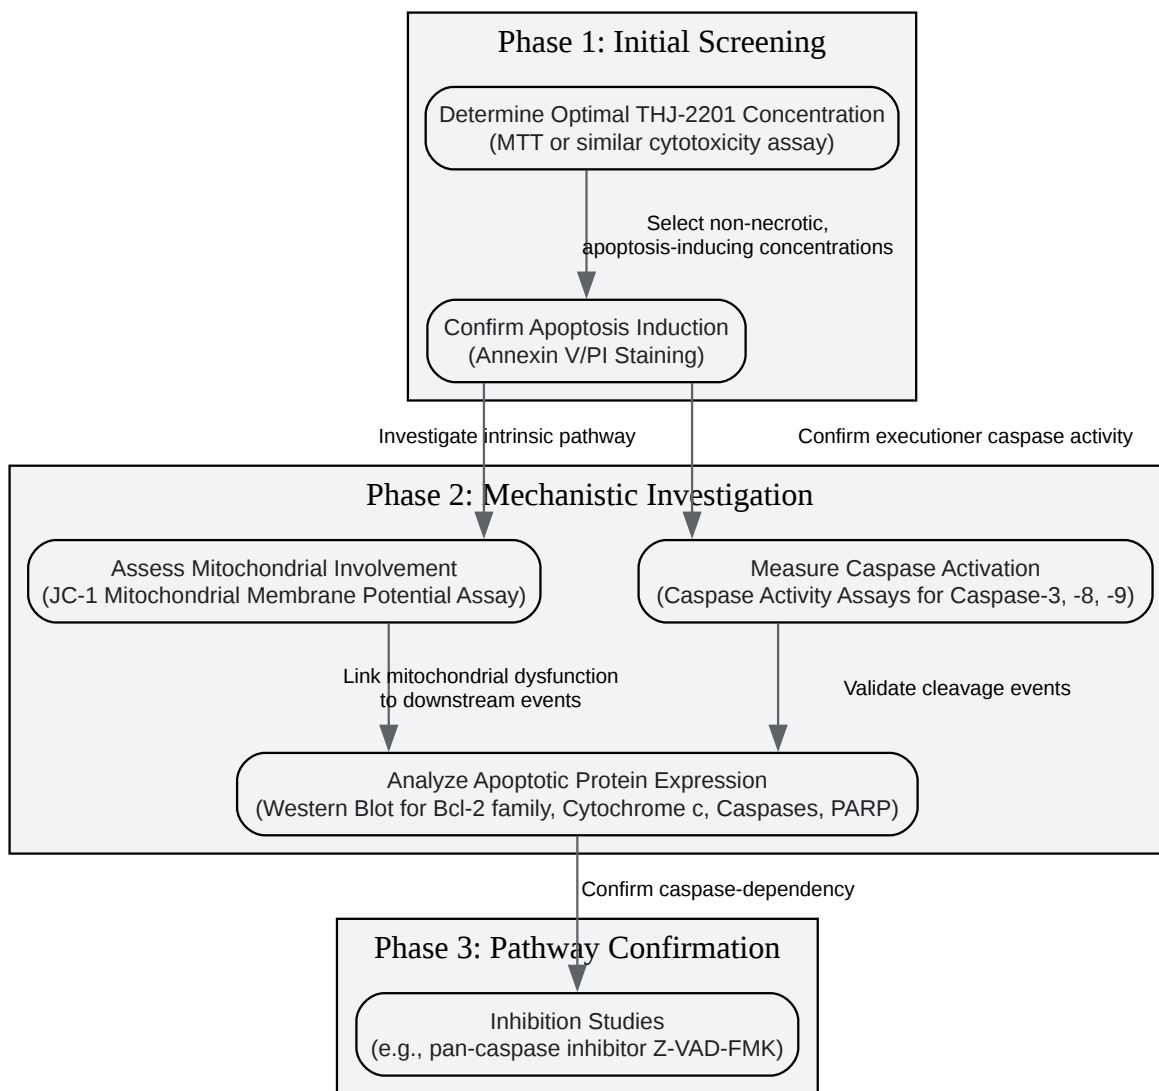 Phase 1: Initial Screening
Determine Optimal THJ-2201 Concentration
(MTT or similar cytotoxicity assay)
Select non-necrotic,
apoptosis-inducing concentrations
Confirm Apoptosis Induction
(Annexin V/PI Staining)
Investigate intrinsic pathway
Confirm executioner caspase activity
Phase 2: Mechanistic Investigation
Assess Mitochondrial Involvement
(JC-1 Mitochondrial Membrane Potential Assay)
Measure Caspase Activation
(Caspase Activity Assays for Caspase-3, -8, -9)
Link mitochondrial dysfunction
to downstream events
Validate cleavage events
Analyze Apoptotic Protein Expression
(Western Blot for Bcl-2 family, Cytochrome c, Caspases, PARP)
Confirm caspase-dependency
Phase 3: Pathway Confirmation
Inhibition Studies
(e.g., pan-caspase inhibitor Z-VAD-FMK)